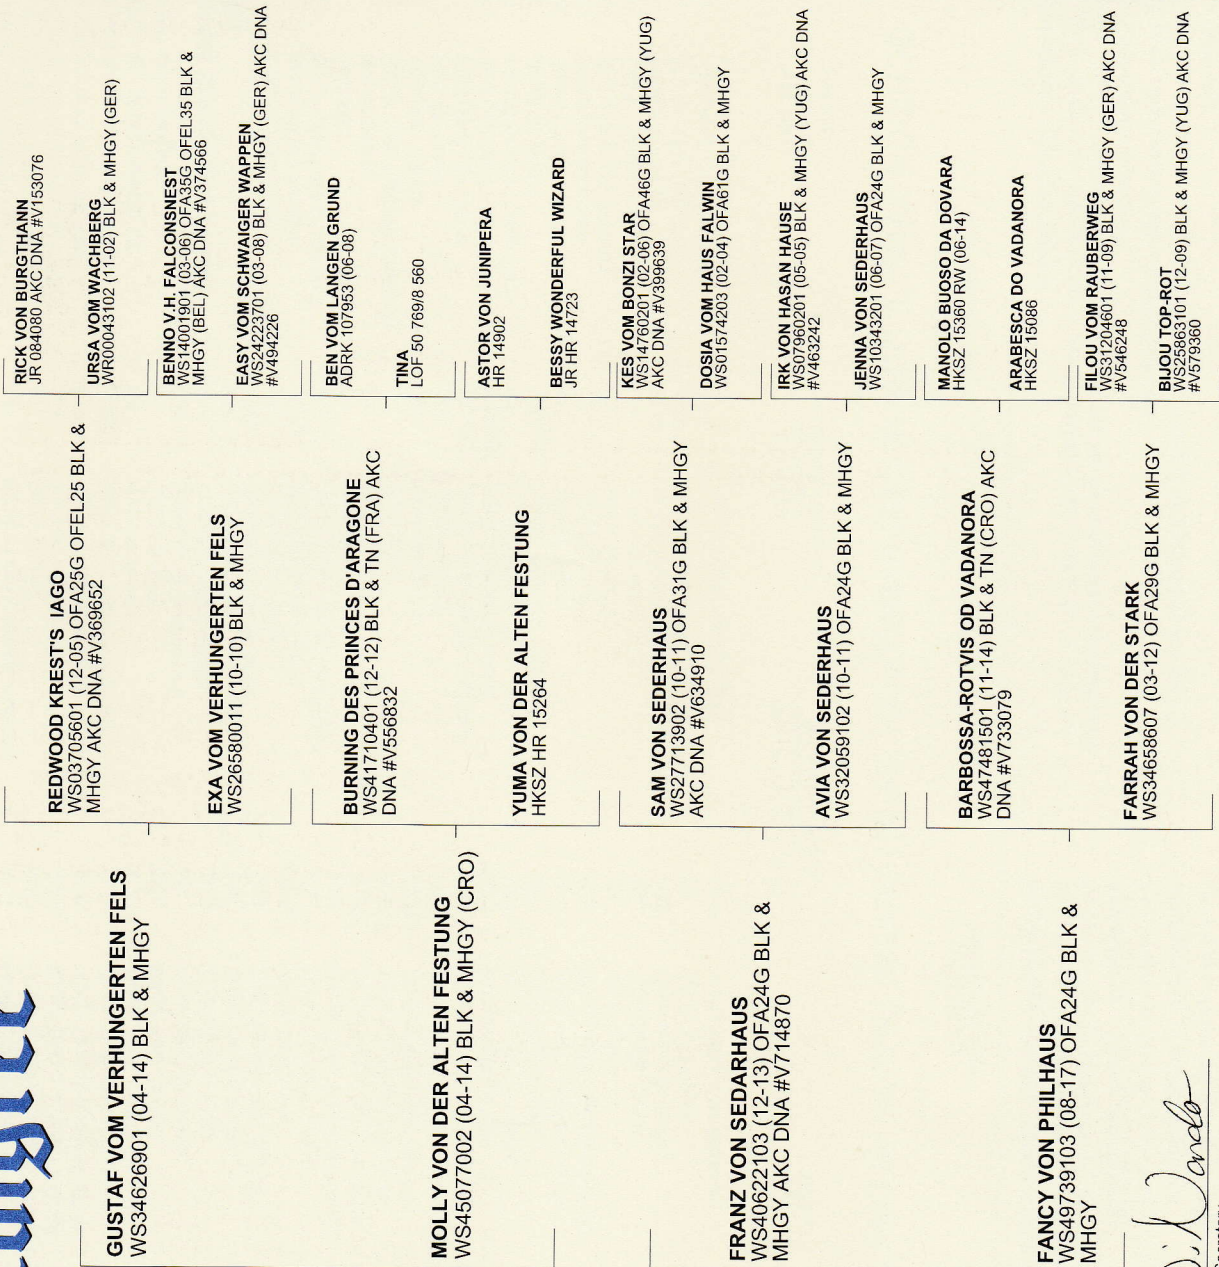 GUSTAF VOM VERHUNGERTEN FELS
WS34626901 (04-14) BLK & MHGY
MOLLY VON DER ALTEN FESTUNG
WS45077002 (04-14) BLK & MHGY (CRO)
FRANZ VON SEDARHAUS
WS40622103 (12-13) OFA24G BLK &
MHGY AKC DNA #V714870
FANCY VON PHILHAUS
WS49739103 (08-17) OFA24G BLK &
MHGY
Secretary
REDWOOD KREST'S IAGO
WS03705601 (12-05) OFA25G OFEL25 BLK &
MHGY AKC DNA #V369652
EXA VOM VERHUNGERTEN FELS
WS26580011 (10-10) BLK & MHGY
BURNING DES PRINCES D'ARAGONE
WS41710401 (12-12) BLK & TN (FRA) AKC
DNA #V556832
YUMA VON DER ALTEN FESTUNG
HKSZ HR 15264
SAM VON SEDERHAUS
WS27713902 (10-11) OFA31G BLK & MHGY
AKC DNA #V634910
AVIA VON SEDERHAUS
WS32059102 (10-11) OFA24G BLK & MHGY
BARBOSSA-ROTVIS OD VADANORA
WS47481501 (11-14) BLK & TN (CRO) AKC
DNA #V733079
FARRAH VON DER STARK
WS34658607 (03-12) OFA29G BLK & MHGY
RICK VON BURGTHANN
JR 084080 AKC DNA #V153076
URSA VOM WACHBERG
WR00043102 (11-02) BLK & MHGY (GER)
BENNO V.H. FALCONSNEST
WS14001901 (03-06) OFA35G OFEL35 BLK &
MHGY (BEL) AKC DNA #V374566
EASY VOM SCHWAIGER WAPPEN
WS24223701 (03-08) BLK & MHGY (GER) AKC DNA
#V494226
BEN VOM LANGEN GRUND
ADRK 107953 (06-08)
TINA
LOF 50 769/8 560
ASTOR VON JUNIPERA
HR 14902
BESSY WONDERFUL WIZARD
JR HR 14723
KES VOM BONZI STAR
WS14760201 (02-06) OFA46G BLK & MHGY (YUG)
AKC DNA #V399639
DOSIA VOM HAUS FALWIN
WS01574203 (02-04) OFA61G BLK & MHGY
IRK VON HASAN HAUSE
WS07960201 (05-05) BLK & MHGY (YUG) AKC DNA
#V463242
JENNA VON SEDERHAUS
WS10343201 (06-07) OFA24G BLK & MHGY
MANOLO BUOSO DA DOVARA
HKSZ 15360 RW (06-14)
ARABESCA DO VADANORA
HKSZ 15086
FILOU VOM RAUBERWEG
WS31204601 (11-09) BLK & MHGY (GER) AKC DNA
#V546248
BIJOU TOP-ROT
WS25863101 (12-09) BLK & MHGY (YUG) AKC DNA
#V579360